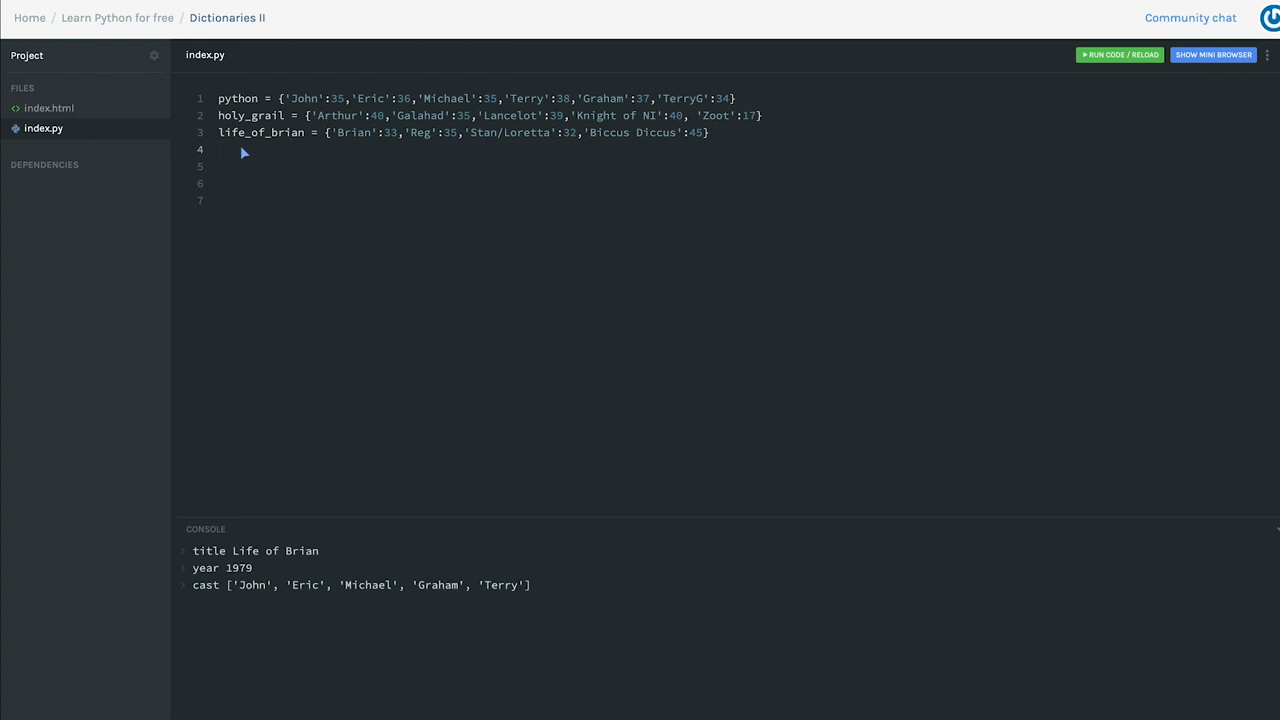 Home / Learn Python for free / Dictionaries II
Community chat
Project
index.py
RUN CODE / RELOAD
SHOW MINI BROWSER
FILES
<> index.html
index.py
DEPENDENCIES
1 python = {'John':35,'Eric':36,'Michael':35,'Terry':38,'Graham':37,'TerryG':34}
2 holy_grail = {'Arthur':40,'Galahad':35,'Lancelot':39,'Knight of NI':40, 'Zoot':17}
3 life_of_brian = {'Brian':33,'Reg':35,'Stan/Loretta':32,'Biccus Diccus':45}
4
5
6
7
CONSOLE
> title Life of Brian
> year 1979
> cast ['John', 'Eric', 'Michael', 'Graham', 'Terry']